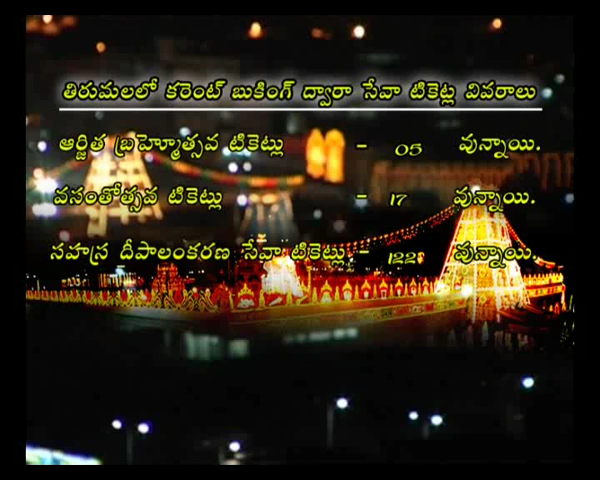 తిరుమలలో కరెంట్ బుకింగ్ ద్వారా సేవా టికెట్ల వివరాలు
ఆర్జిత బ్రహ్మోత్సవ టికెట్లు - 05 వున్నాయి.
వసంతోత్సవ టికెట్లు - 17 వున్నాయి.
సహస్ర దీపాలంకరణ సేవా టికెట్లు - 122 వున్నాయి.